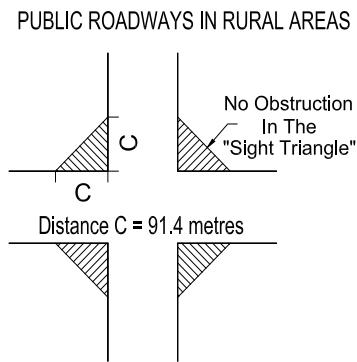 PUBLIC ROADWAYS IN RURAL AREAS
No Obstruction
In The
"Sight Triangle"
C
C
Distance C = 91.4 metres